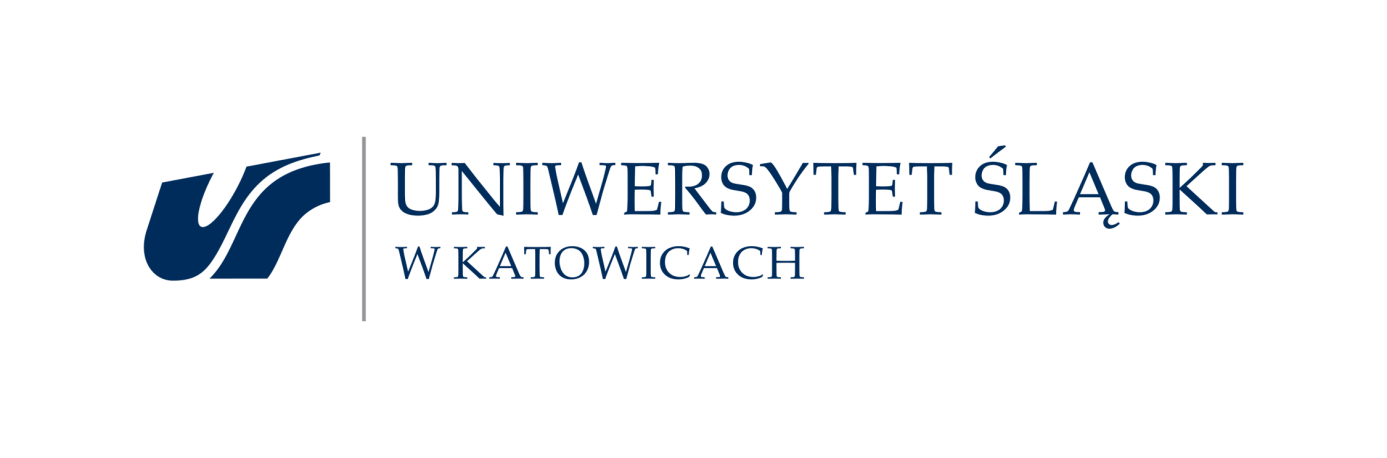 UNIWERSYTET ŚLĄSKI
W KATOWICACH